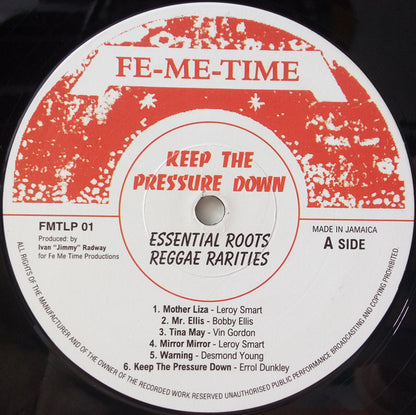 FE-ME-TIME
KEEP THE
PRESSURE DOWN
FMTLP 01
Produced by:
Ivan "Jimmy" Radway
for Fe Me Time Productions
ESSENTIAL ROOTS
REGGAE RARITIES
MADE IN JAMAICA
A SIDE
1. Mother Liza - Leroy Smart
2. Mr. Ellis - Bobby Ellis
3. Tina May - Vin Gordon
4. Mirror Mirror - Leroy Smart
5. Warning - Desmond Young
6. Keep The Pressure Down - Errol Dunkley
ALL RIGHTS OF THE MANUFACTURER AND OF THE OWNER OF THE RECORDED WORK RESERVED UNAUTHORISED PUBLIC PERFORMANCE BROADCASTING AND COPYING PROHIBITED.